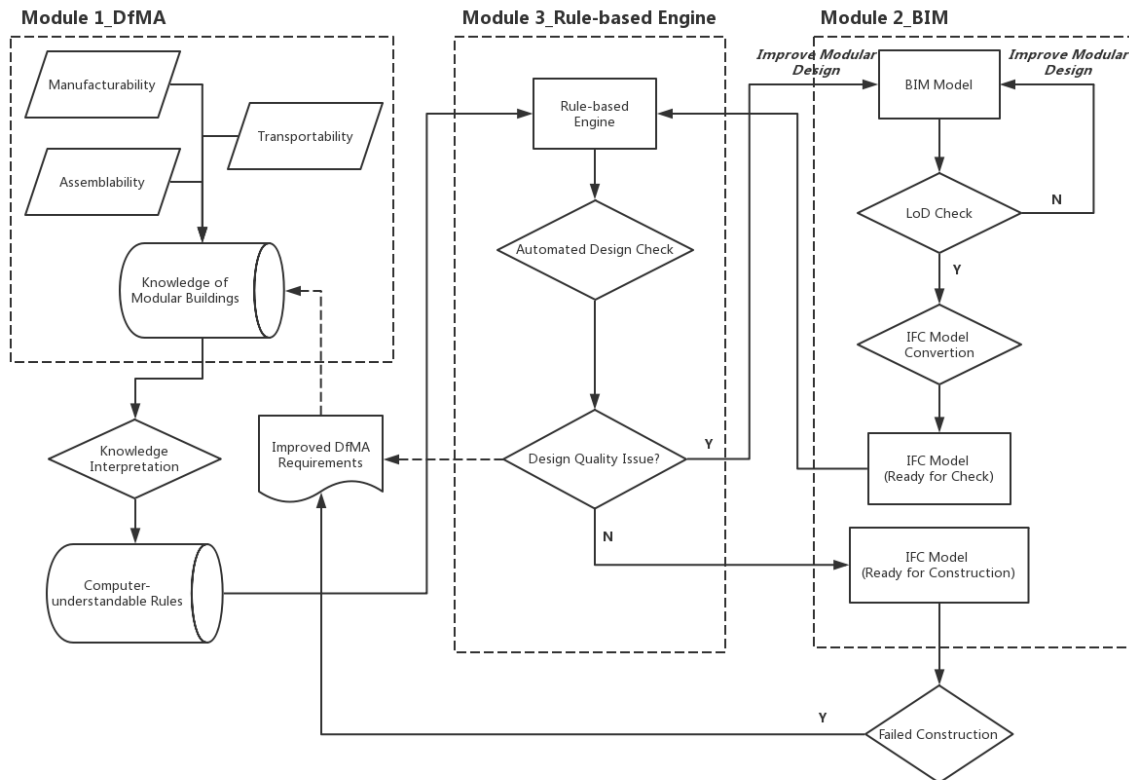 Module 1_DfMA
Module 3_Rule-based Engine
Module 2_BIM
Manufacturability
Transportability
Assemblability
Knowledge of
Modular Buildings
Knowledge
Interpretation
Computer-
understandable Rules
Improved DfMA
Requirements
Rule-based
Engine
Automated Design Check
Design Quality Issue?
Y
N
Improve Modular
Design
Improve Modular
Design
BIM Model
LoD Check
N
Y
IFC Model
Convertion
IFC Model
(Ready for Check)
IFC Model
(Ready for Construction)
Failed Construction
Y